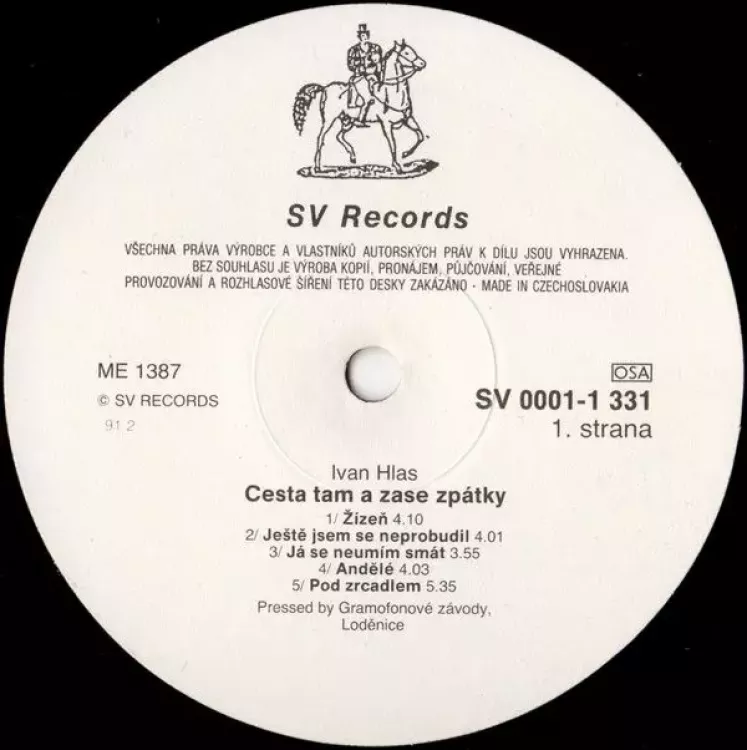 SV Records
VŠECHNA PRÁVA VÝROBCE A VLASTNÍKŮ AUTORSKÝCH PRÁV K DÍLU JSOU VYHRAZENA.
BEZ SOUHLASU JE VÝROBA KOPIÍ, PRONÁJEM, PŮJČOVÁNÍ, VEŘEJNÉ
PROVOZOVÁNÍ A ROZHLASOVÉ ŠÍŘENÍ TÉTO DESKY ZAKÁZÁNO · MADE IN CZECHOSLOVAKIA
ME 1387
© SV RECORDS
91 2
OSA
SV 0001-1 331
1. strana
Ivan Hlas
Cesta tam a zase zpátky
1/ Žízeň 4.10
2/ Ještě jsem se neprobudil 4.01
3/ Já se neumím smát 3.55
4/ Andělé 4.03
5/ Pod zrcadlem 5.35
Pressed by Gramofonové závody,
Loděnice